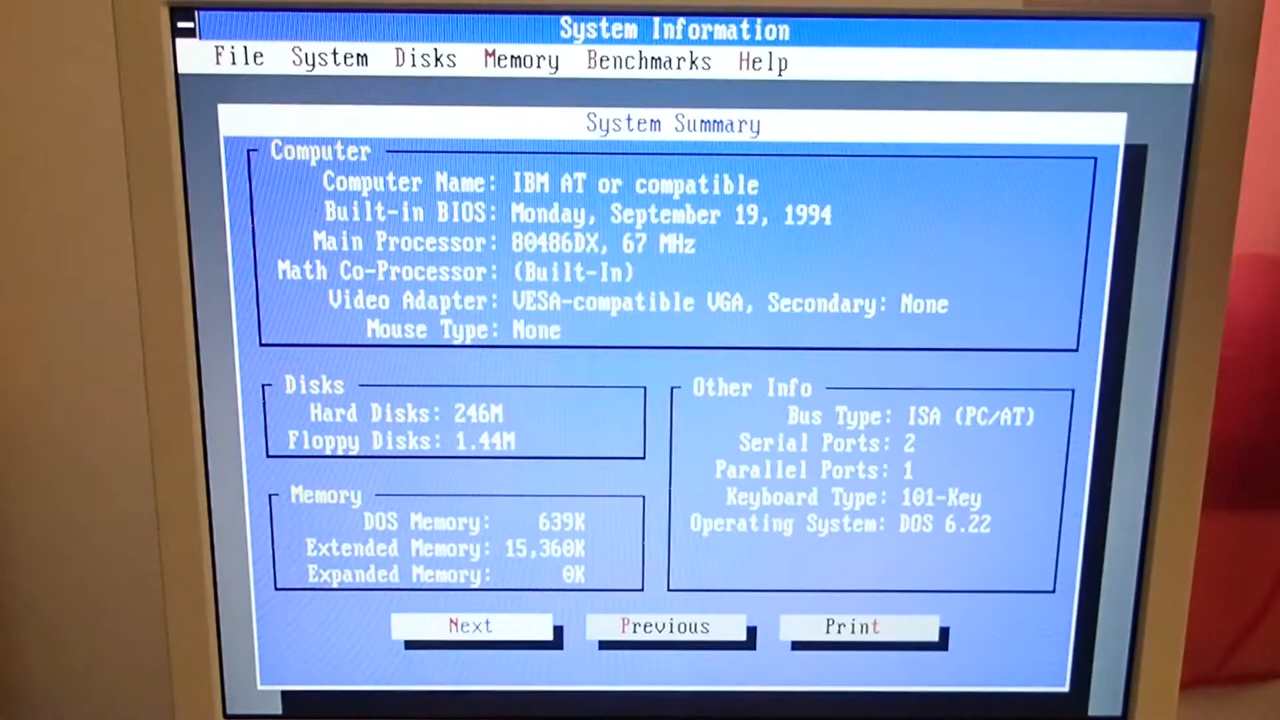 System Information
File System Disks Memory Benchmarks Help
System Summary
Computer
Computer Name: IBM AT or compatible
Built-in BIOS: Monday, September 19, 1994
Main Processor: 80486DX, 67 MHz
Math Co-Processor: (Built-In)
Video Adapter: VESA-compatible VGA, Secondary: None
Mouse Type: None
Disks
Hard Disks: 246M
Floppy Disks: 1.44M
Memory
DOS Memory: 639K
Extended Memory: 15,360K
Expanded Memory: 0K
Other Info
Bus Type: ISA (PC/AT)
Serial Ports: 2
Parallel Ports: 1
Keyboard Type: 101-Key
Operating System: DOS 6.22
Next Previous Print